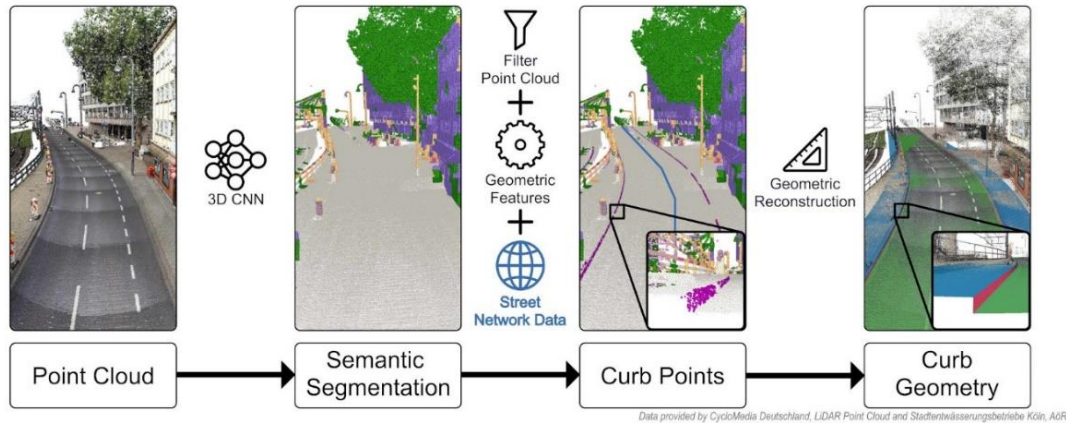 3D CNN
Filter
Point Cloud
Geometric
Features
Street
Network Data
Geometric
Reconstruction
Point Cloud
Semantic
Segmentation
Curb Points
Curb
Geometry
Data provided by CycloMedia Deutschland, LiDAR Point Cloud and Stadtentwässerungsbetriebe Köln, AöR